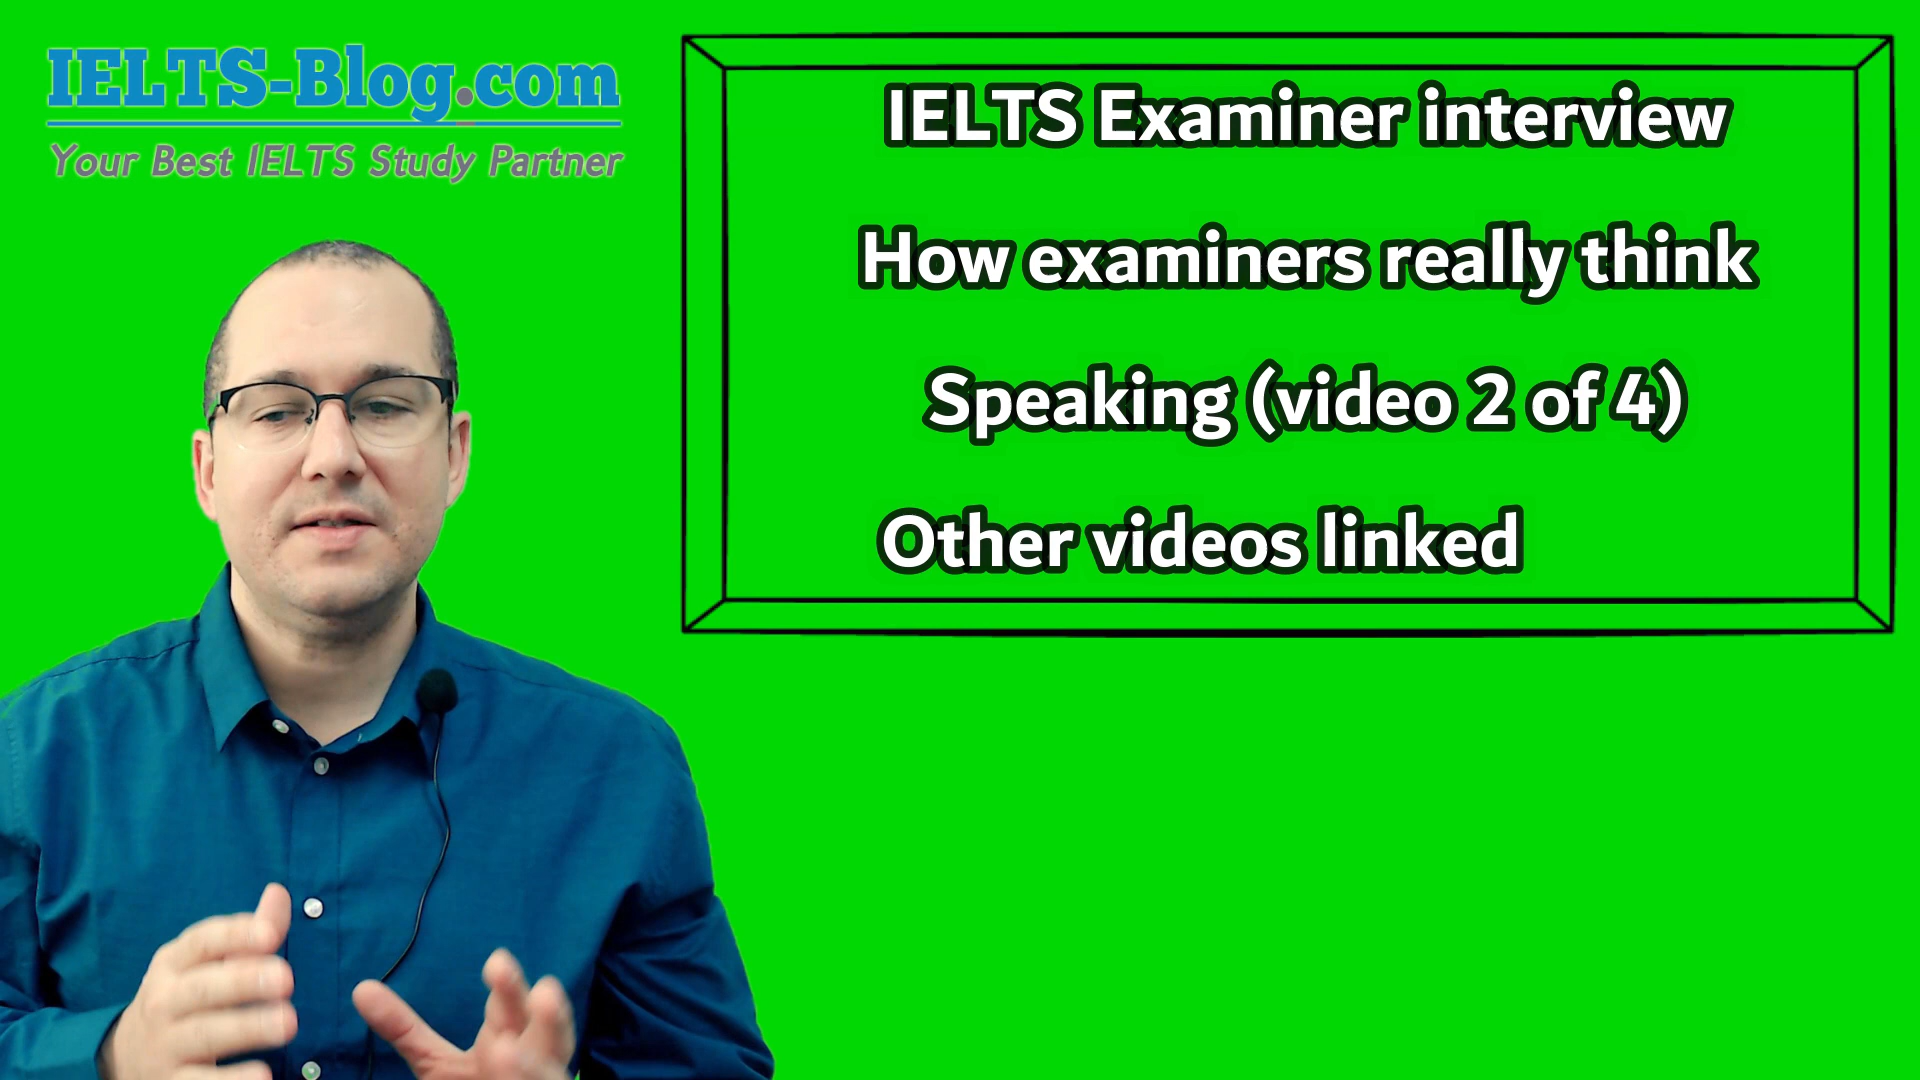 IELTS-Blog.com
Your Best IELTS Study Partner
IELTS Examiner interview
How examiners really think
Speaking (video 2 of 4)
Other videos linked